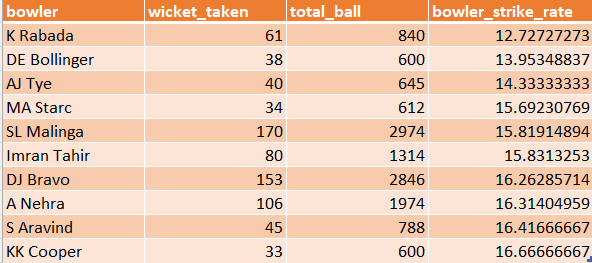 bowler wicket_taken total_ball bowler_strike_rate
K Rabada 61 840 12.72727273
DE Bollinger 38 600 13.95348837
AJ Tye 40 645 14.33333333
MA Starc 34 612 15.69230769
SL Malinga 170 2974 15.81914894
Imran Tahir 80 1314 15.8313253
DJ Bravo 153 2846 16.26285714
A Nehra 106 1974 16.31404959
S Aravind 45 788 16.41666667
KK Cooper 33 600 16.66666667